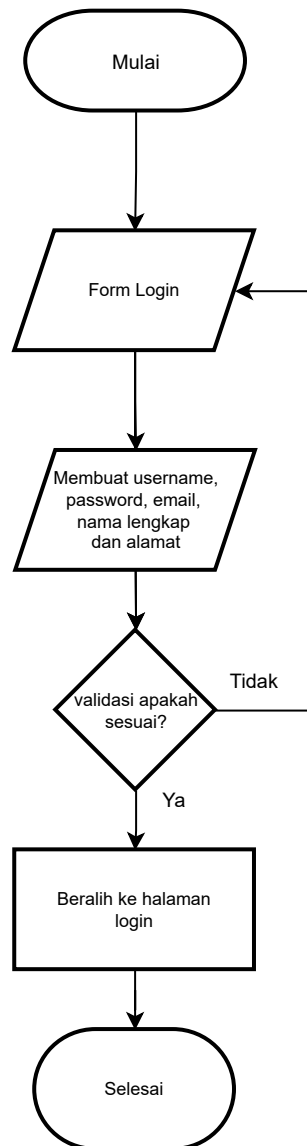 Mulai
Form Login
Membuat username,
password, email,
nama lengkap
dan alamat
validasi apakah
sesuai?
Tidak
Ya
Beralih ke halaman
login
Selesai